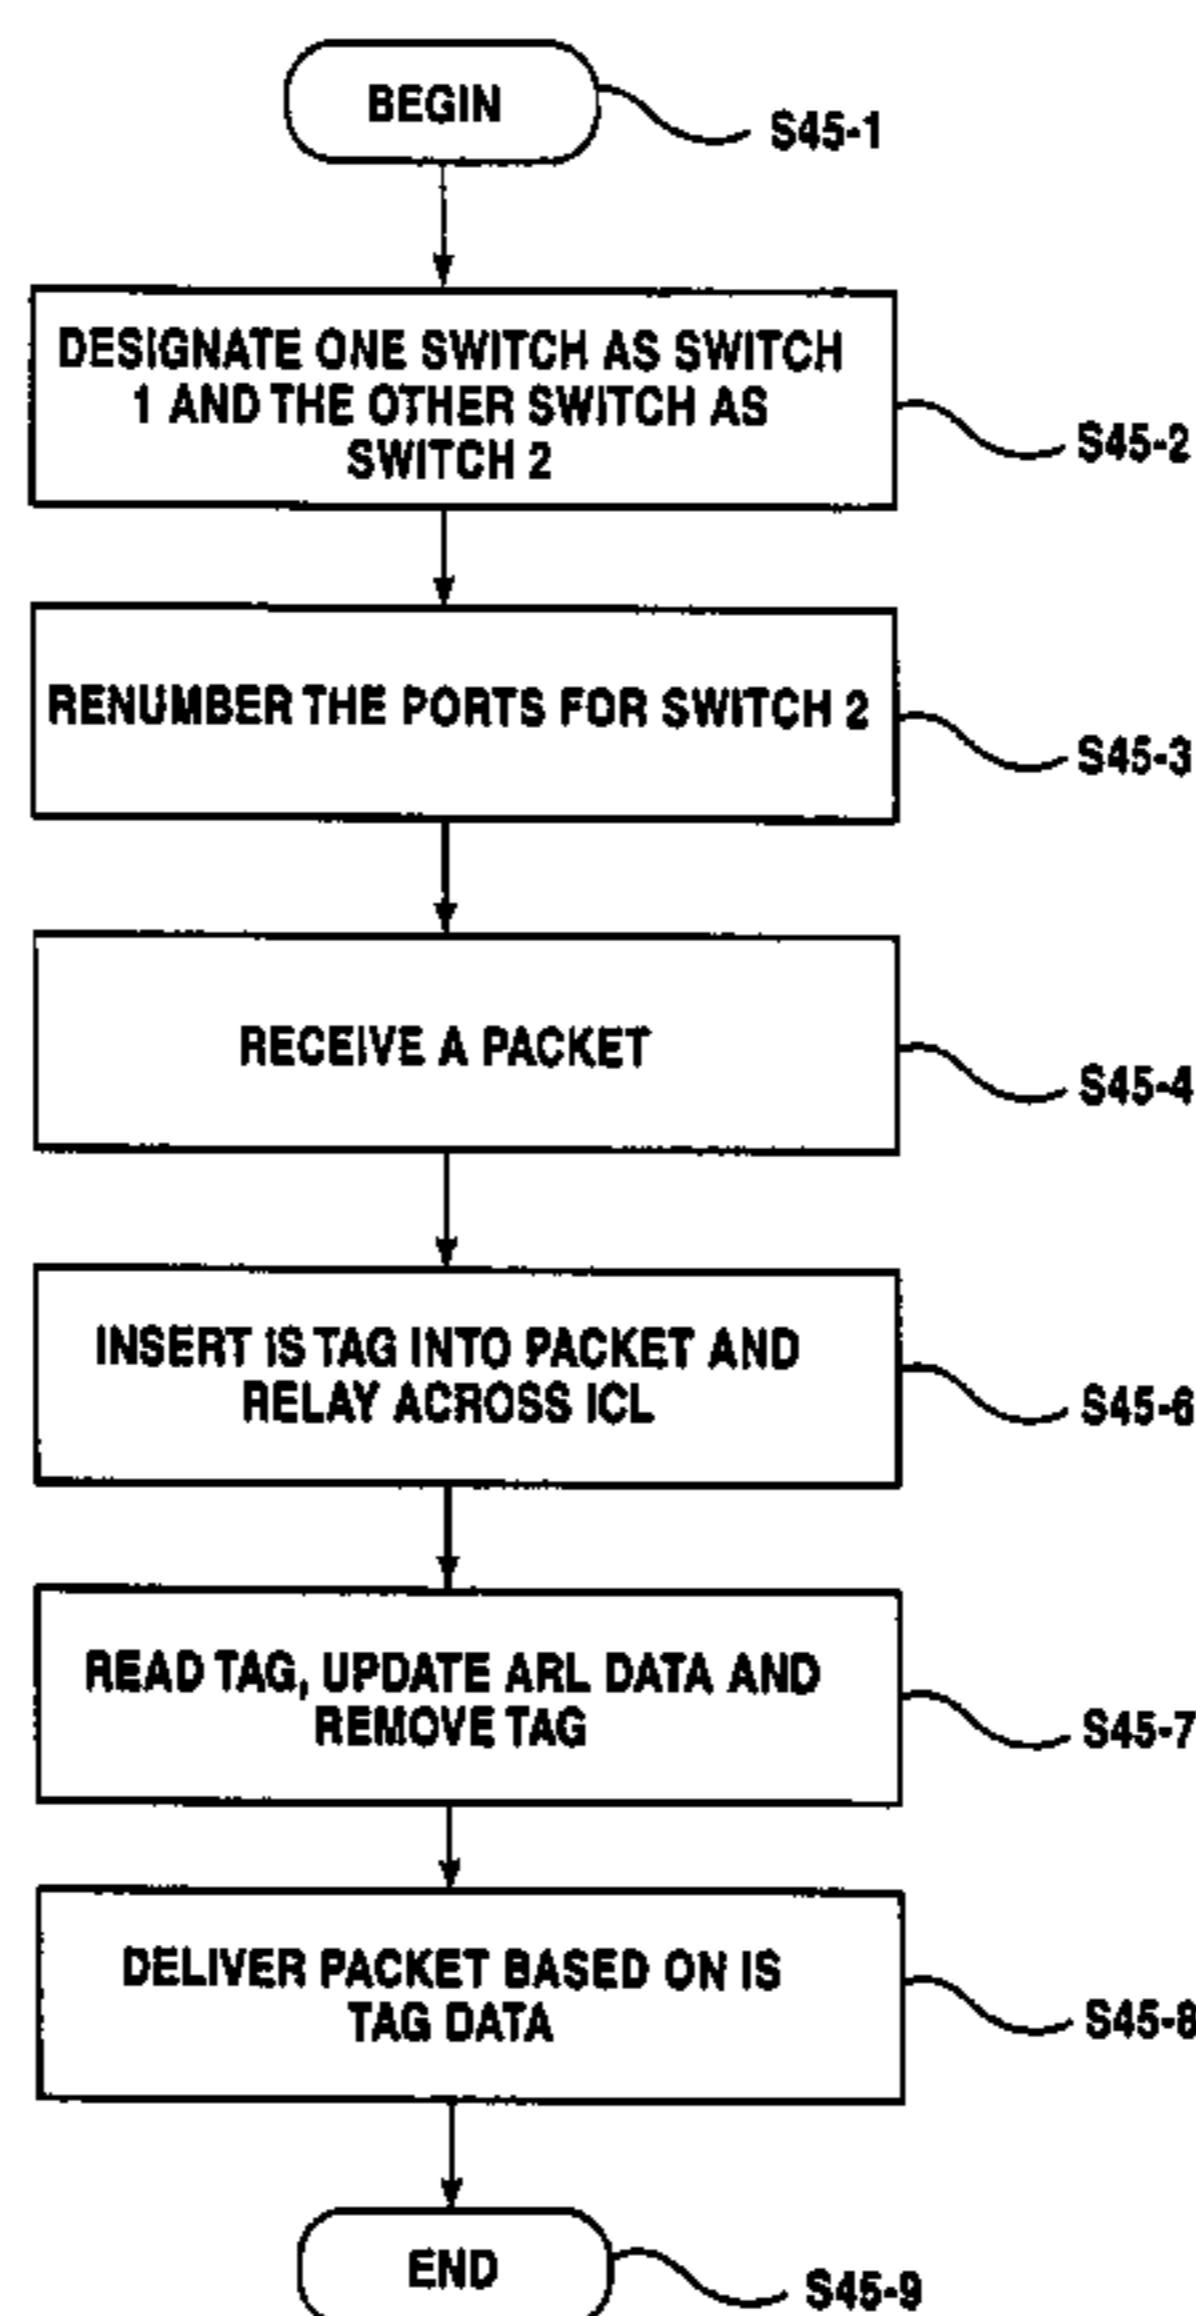 BEGIN
S45-1
DESIGNATE ONE SWITCH AS SWITCH
1 AND THE OTHER SWITCH AS
SWITCH 2
S45-2
RENUMBER THE PORTS FOR SWITCH 2
S45-3
RECEIVE A PACKET
S45-4
INSERT IS TAG INTO PACKET AND
RELAY ACROSS ICL
S45-6
READ TAG, UPDATE ARL DATA AND
REMOVE TAG
S45-7
DELIVER PACKET BASED ON IS
TAG DATA
S45-8
END
S45-9